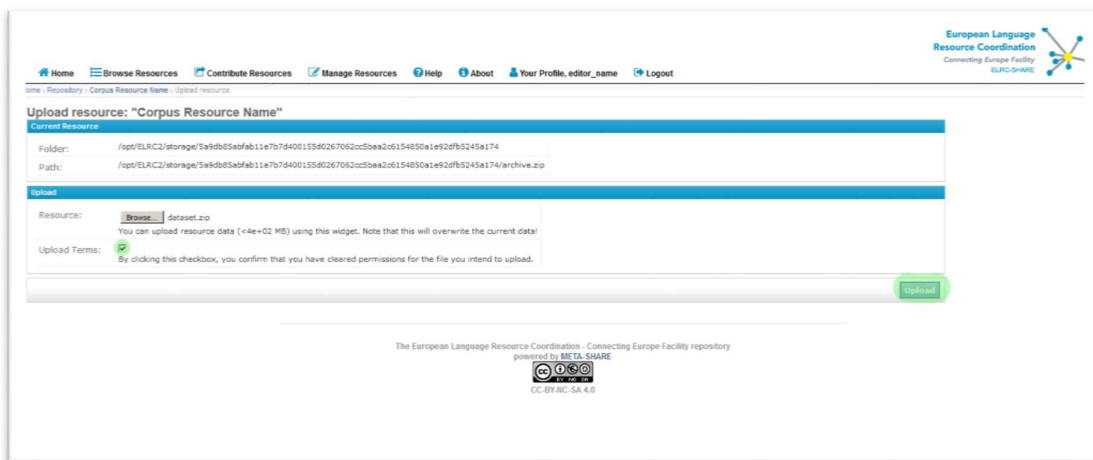 European Language
Resource Coordination
Connecting Europe Facility
ELRC-SHARE
Home Browse Resources Contribute Resources Manage Resources Help About Your Profile, editor_name Logout
ome › Repository › Corpus Resource Name › Upload resource
Upload resource: "Corpus Resource Name"
Current Resource
Folder: /opt/ELRC2/storage/5a9db85abfab11e7b7d400155d0267062cc5baa2c6154850a1e92dfb5245a174
Path: /opt/ELRC2/storage/5a9db85abfab11e7b7d400155d0267062cc5baa2c6154850a1e92dfb5245a174/archive.zip
Upload
Resource: Browse... dataset.zip
You can upload resource data (<4e+02 MB) using this widget. Note that this will overwrite the current data!
Upload Terms:
By clicking this checkbox, you confirm that you have cleared permissions for the file you intend to upload.
Upload
The European Language Resource Coordination - Connecting Europe Facility repository
powered by META-SHARE
cc
BY NC SA
CC-BY-NC-SA 4.0